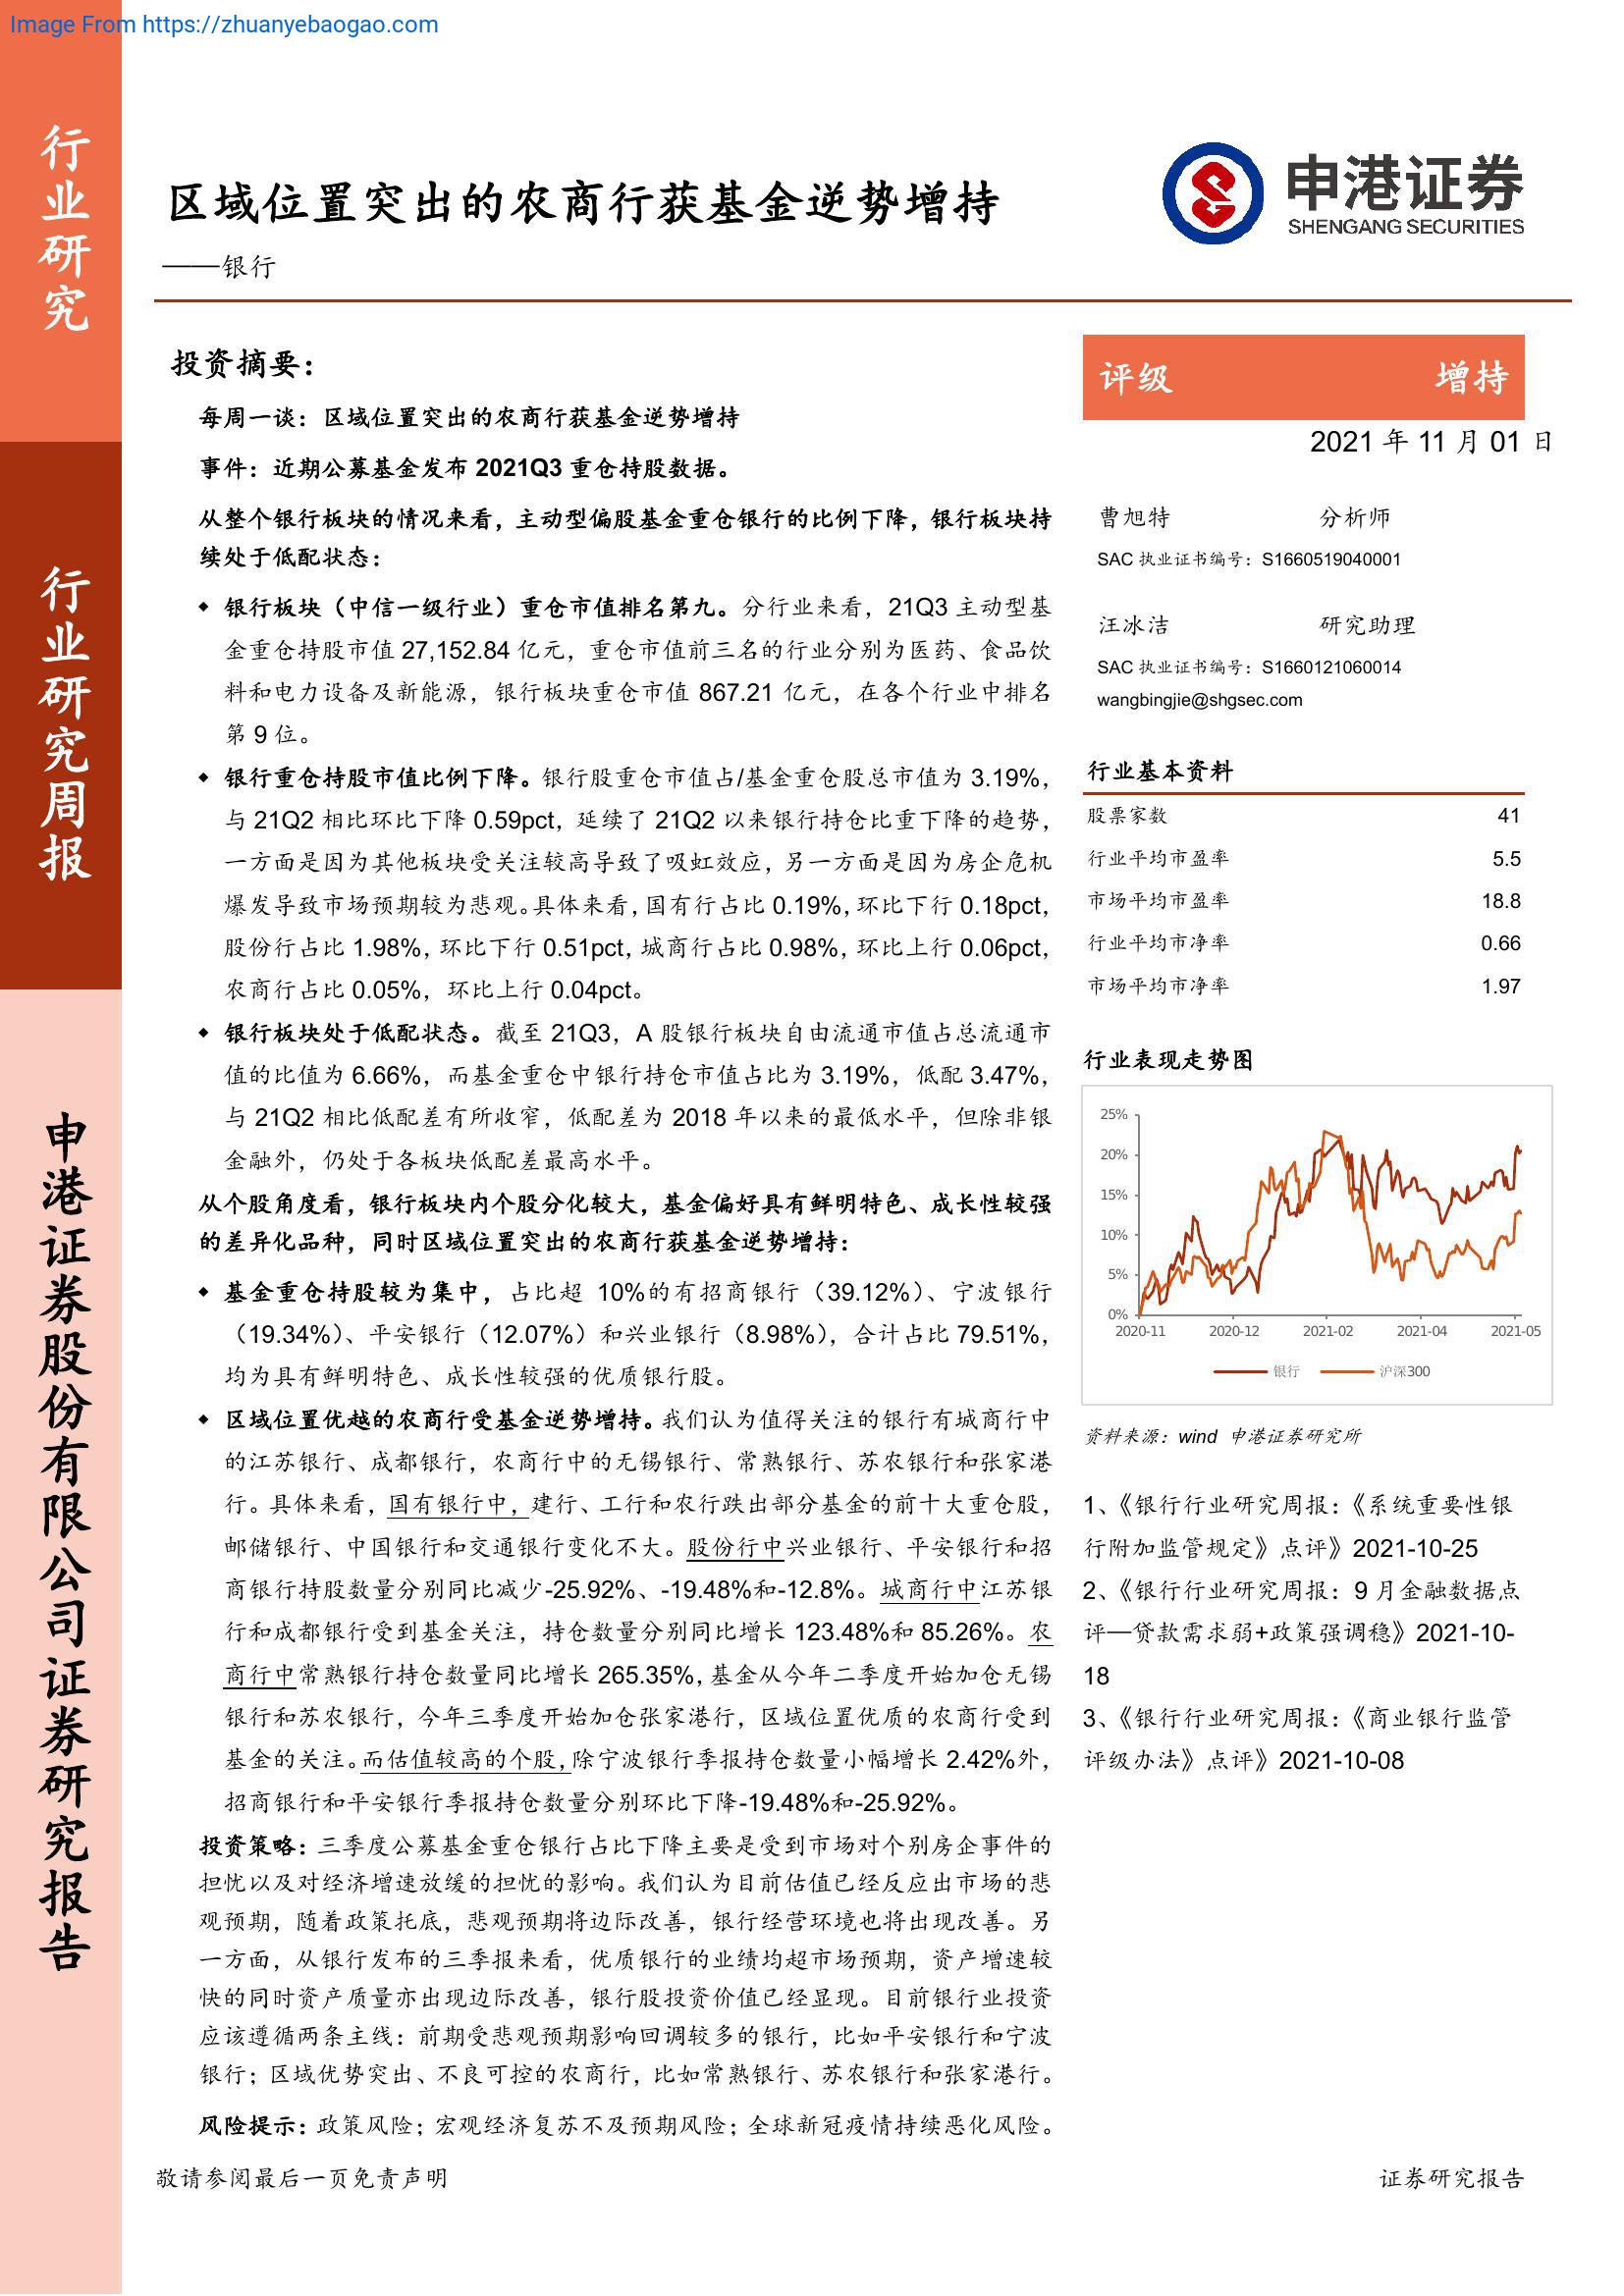 Image From https://zhuanyebaogao.com
行业研究
行业研究周报
申港证券股份有限公司证券研究报告
区域位置突出的农商行获基金逆势增持
——银行
申港证券
SHENGANG SECURITIES
投资摘要：
每周一谈：区域位置突出的农商行获基金逆势增持
事件：近期公募基金发布 2021Q3 重仓持股数据。
从整个银行板块的情况来看，主动型偏股基金重仓银行的比例下降，银行板块持
续处于低配状态：
◆ 银行板块（中信一级行业）重仓市值排名第九。分行业来看，21Q3 主动型基
金重仓持股市值 27,152.84 亿元，重仓市值前三名的行业分别为医药、食品饮
料和电力设备及新能源，银行板块重仓市值 867.21 亿元，在各个行业中排名
第 9 位。
◆ 银行重仓持股市值比例下降。银行股重仓市值占/基金重仓股总市值为 3.19%，
与 21Q2 相比环比下降 0.59pct，延续了 21Q2 以来银行持仓比重下降的趋势，
一方面是因为其他板块受关注较高导致了吸虹效应，另一方面是因为房企危机
爆发导致市场预期较为悲观。具体来看，国有行占比 0.19%，环比下行 0.18pct，
股份行占比 1.98%，环比下行 0.51pct，城商行占比 0.98%，环比上行 0.06pct，
农商行占比 0.05%，环比上行 0.04pct。
◆ 银行板块处于低配状态。截至 21Q3，A 股银行板块自由流通市值占总流通市
值的比值为 6.66%，而基金重仓中银行持仓市值占比为 3.19%，低配 3.47%，
与 21Q2 相比低配差有所收窄，低配差为 2018 年以来的最低水平，但除非银
金融外，仍处于各板块低配差最高水平。
从个股角度看，银行板块内个股分化较大，基金偏好具有鲜明特色、成长性较强
的差异化品种，同时区域位置突出的农商行获基金逆势增持：
◆ 基金重仓持股较为集中，占比超 10%的有招商银行（39.12%）、宁波银行
（19.34%）、平安银行（12.07%）和兴业银行（8.98%），合计占比 79.51%，
均为具有鲜明特色、成长性较强的优质银行股。
◆ 区域位置优越的农商行受基金逆势增持。我们认为值得关注的银行有城商行中
的江苏银行、成都银行，农商行中的无锡银行、常熟银行、苏农银行和张家港
行。具体来看，国有银行中，建行、工行和农行跌出部分基金的前十大重仓股，
邮储银行、中国银行和交通银行变化不大。股份行中兴业银行、平安银行和招
商银行持股数量分别同比减少-25.92%、-19.48%和-12.8%。城商行中江苏银
行和成都银行受到基金关注，持仓数量分别同比增长 123.48%和 85.26%。农
商行中常熟银行持仓数量同比增长 265.35%，基金从今年二季度开始加仓无锡
银行和苏农银行，今年三季度开始加仓张家港行，区域位置优质的农商行受到
基金的关注。而估值较高的个股，除宁波银行季报持仓数量小幅增长 2.42%外，
招商银行和平安银行季报持仓数量分别环比下降-19.48%和-25.92%。
投资策略：三季度公募基金重仓银行占比下降主要是受到市场对个别房企事件的
担忧以及对经济增速放缓的担忧的影响。我们认为目前估值已经反应出市场的悲
观预期，随着政策托底，悲观预期将边际改善，银行经营环境也将出现改善。另
一方面，从银行发布的三季报来看，优质银行的业绩均超市场预期，资产增速较
快的同时资产质量亦出现边际改善，银行股投资价值已经显现。目前银行业投资
应该遵循两条主线：前期受悲观预期影响回调较多的银行，比如平安银行和宁波
银行；区域优势突出、不良可控的农商行，比如常熟银行、苏农银行和张家港行。
风险提示：政策风险；宏观经济复苏不及预期风险；全球新冠疫情持续恶化风险。
评级 增持
2021 年 11 月 01 日
曹旭特 分析师
SAC 执业证书编号：S1660519040001
汪冰洁 研究助理
SAC 执业证书编号：S1660121060014
wangbingjie@shgsec.com
行业基本资料
股票家数 41
行业平均市盈率 5.5
市场平均市盈率 18.8
行业平均市净率 0.66
市场平均市净率 1.97
行业表现走势图
25%
20%
15%
10%
5%
0%
2020-11 2020-12 2021-02 2021-04 2021-05
银行 沪深300
资料来源：wind 申港证券研究所
1、《银行行业研究周报：《系统重要性银
行附加监管规定》点评》2021-10-25
2、《银行行业研究周报：9 月金融数据点
评—贷款需求弱+政策强调稳》2021-10-
18
3、《银行行业研究周报：《商业银行监管
评级办法》点评》2021-10-08
敬请参阅最后一页免责声明
证券研究报告